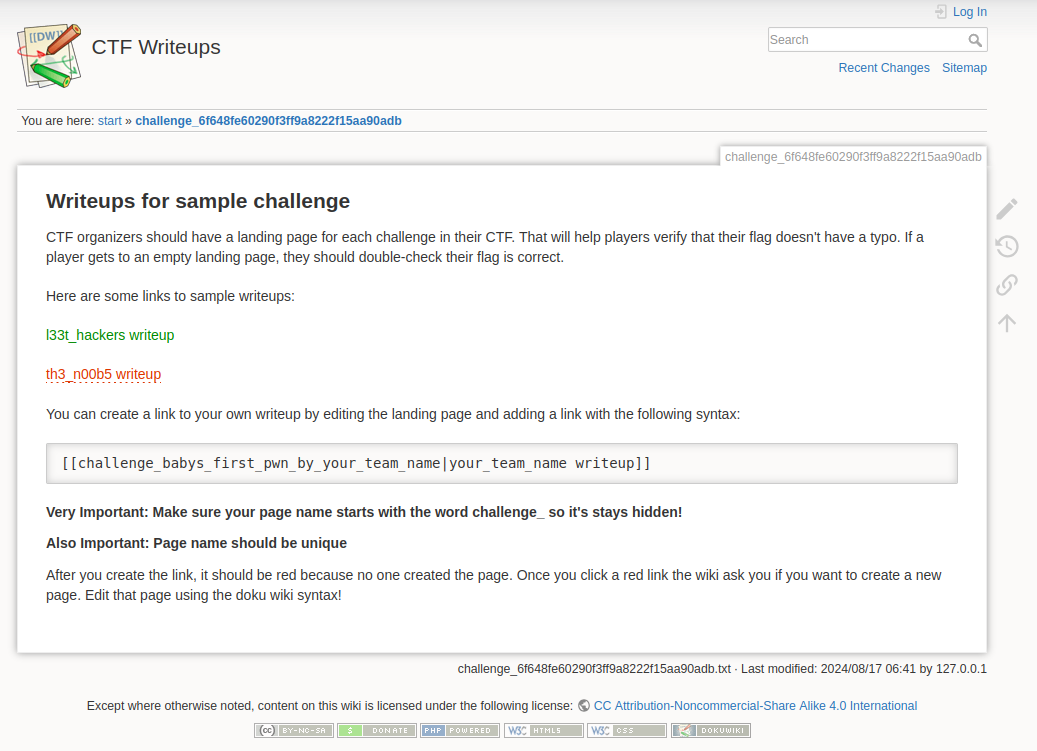 Log In
[[DW]]
CTF Writeups
Search
Recent Changes Sitemap
You are here: start » challenge_6f648fe60290f3ff9a8222f15aa90adb
challenge_6f648fe60290f3ff9a8222f15aa90adb
Writeups for sample challenge
CTF organizers should have a landing page for each challenge in their CTF. That will help players verify that their flag doesn't have a typo. If a
player gets to an empty landing page, they should double-check their flag is correct.
Here are some links to sample writeups:
l33t_hackers writeup
th3_n00b5 writeup
You can create a link to your own writeup by editing the landing page and adding a link with the following syntax:
[[challenge_babys_first_pwn_by_your_team_name|your_team_name writeup]]
Very Important: Make sure your page name starts with the word challenge_ so it's stays hidden!
Also Important: Page name should be unique
After you create the link, it should be red because no one created the page. Once you click a red link the wiki ask you if you want to create a new
page. Edit that page using the doku wiki syntax!
challenge_6f648fe60290f3ff9a8222f15aa90adb.txt · Last modified: 2024/08/17 06:41 by 127.0.0.1
Except where otherwise noted, content on this wiki is licensed under the following license: CC Attribution-Noncommercial-Share Alike 4.0 International
CC BY-NC-SA $ DONATE PHP POWERED W3C HTML5 W3C CSS DOKUWIKI